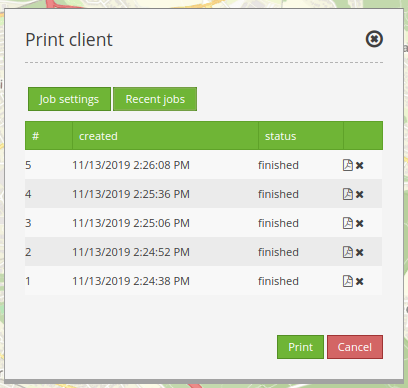 Print client
Job settings Recent jobs
# created status
5 11/13/2019 2:26:08 PM finished
4 11/13/2019 2:25:36 PM finished
3 11/13/2019 2:25:06 PM finished
2 11/13/2019 2:24:52 PM finished
1 11/13/2019 2:24:38 PM finished
Print Cancel